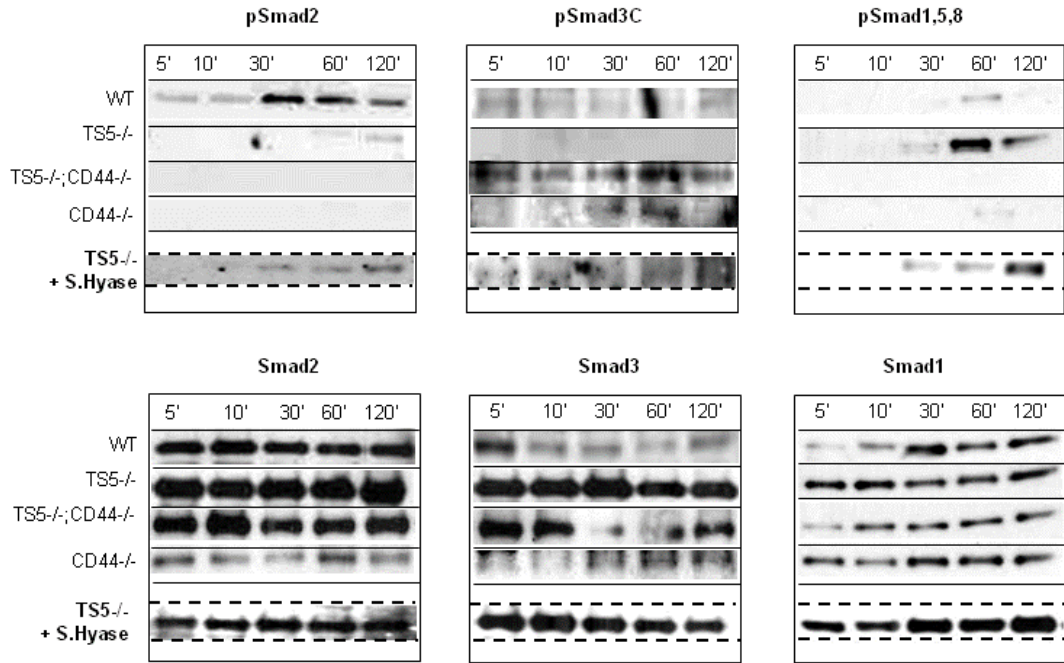 pSmad2 pSmad3C pSmad1,5,8
5' 10' 30' 60' 120' 5' 10' 30' 60' 120' 5' 10' 30' 60' 120'
WT
TS5-/-
TS5-/-;CD44-/-
CD44-/-
TS5-/-
+ S.Hyase
Smad2 Smad3 Smad1
5' 10' 30' 60' 120' 5' 10' 30' 60' 120' 5' 10' 30' 60' 120'
WT
TS5-/-
TS5-/-;CD44-/-
CD44-/-
TS5-/-
+ S.Hyase